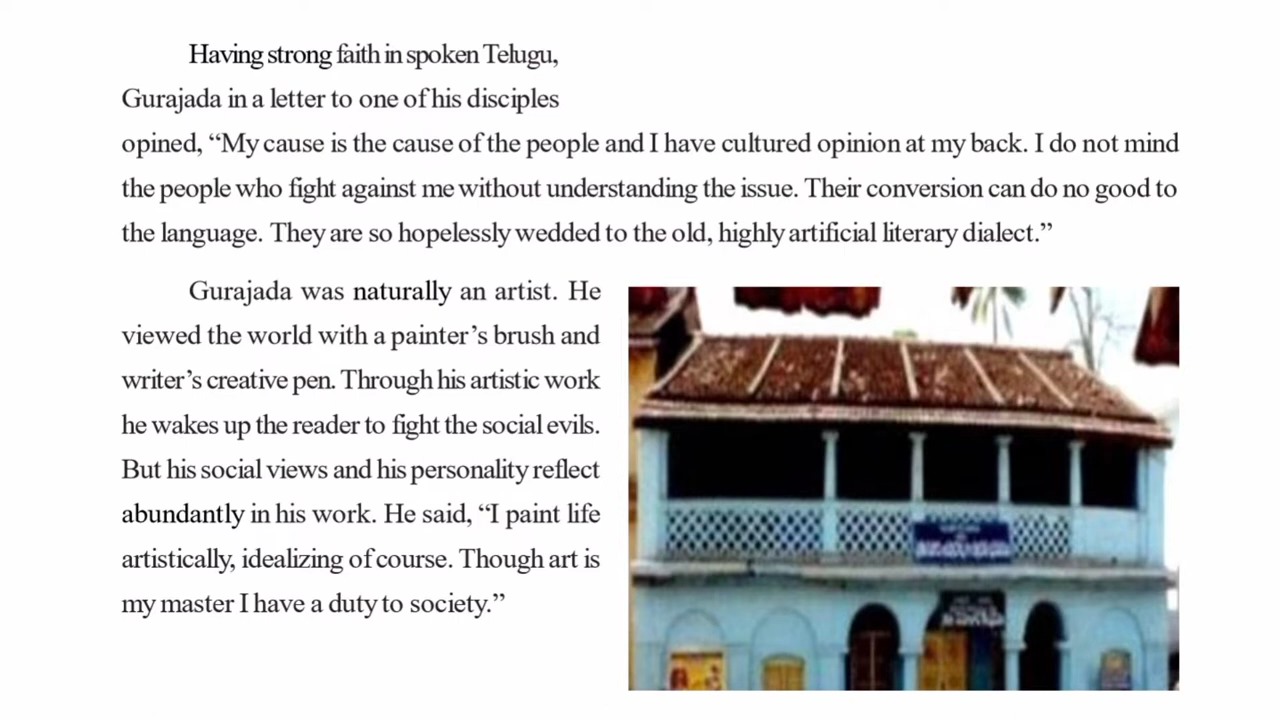 Having strong faith in spoken Telugu,
Gurajada in a letter to one of his disciples
opined, “My cause is the cause of the people and I have cultured opinion at my back. I do not mind
the people who fight against me without understanding the issue. Their conversion can do no good to
the language. They are so hopelessly wedded to the old, highly artificial literary dialect.”
Gurajada was naturally an artist. He
viewed the world with a painter’s brush and
writer’s creative pen. Through his artistic work
he wakes up the reader to fight the social evils.
But his social views and his personality reflect
abundantly in his work. He said, “I paint life
artistically, idealizing of course. Though art is
my master I have a duty to society.”